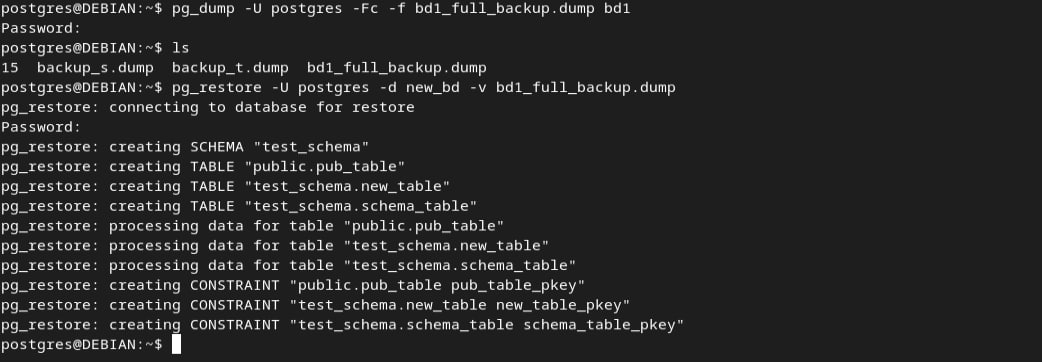 postgres@DEBIAN:~$ pg_dump -U postgres -Fc -f bd1_full_backup.dump bd1
Password:
postgres@DEBIAN:~$ ls
15  backup_s.dump  backup_t.dump  bd1_full_backup.dump
postgres@DEBIAN:~$ pg_restore -U postgres -d new_bd -v bd1_full_backup.dump
pg_restore: connecting to database for restore
Password:
pg_restore: creating SCHEMA "test_schema"
pg_restore: creating TABLE "public.pub_table"
pg_restore: creating TABLE "test_schema.new_table"
pg_restore: creating TABLE "test_schema.schema_table"
pg_restore: processing data for table "public.pub_table"
pg_restore: processing data for table "test_schema.new_table"
pg_restore: processing data for table "test_schema.schema_table"
pg_restore: creating CONSTRAINT "public.pub_table pub_table_pkey"
pg_restore: creating CONSTRAINT "test_schema.new_table new_table_pkey"
pg_restore: creating CONSTRAINT "test_schema.schema_table schema_table_pkey"
postgres@DEBIAN:~$